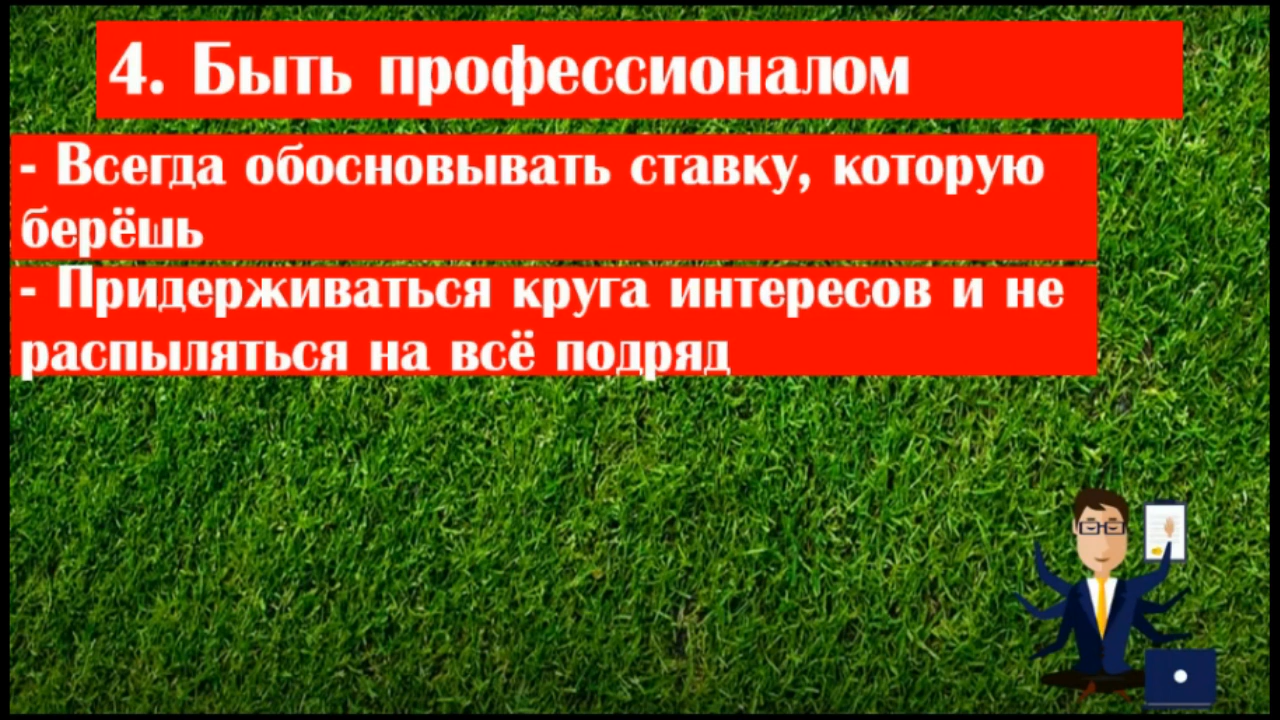 4. Быть профессионалом
- Всегда обосновывать ставку, которую
берёшь
- Придерживаться круга интересов и не
распыляться на всё подряд